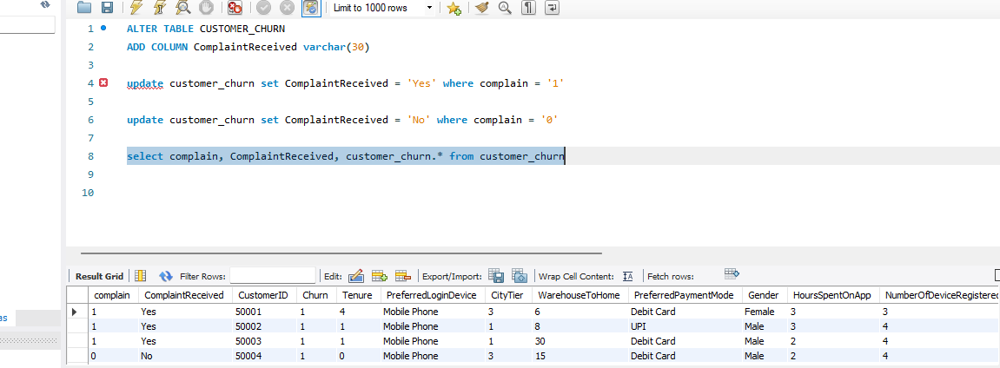 Limit to 1000 rows
1 ALTER TABLE CUSTOMER_CHURN
2 ADD COLUMN ComplaintReceived varchar(30)
3
4 update customer_churn set ComplaintReceived = 'Yes' where complain = '1'
5
6 update customer_churn set ComplaintReceived = 'No' where complain = '0'
7
8 select complain, ComplaintReceived, customer_churn.* from customer_churn
9
10
Result Grid Filter Rows: Edit: Export/Import: Wrap Cell Content: Fetch rows:
complain ComplaintReceived CustomerID Churn Tenure PreferredLoginDevice CityTier WarehouseToHome PreferredPaymentMode Gender HoursSpentOnApp NumberOfDeviceRegistered
1 Yes 50001 1 4 Mobile Phone 3 6 Debit Card Female 3 3
1 Yes 50002 1 1 Mobile Phone 1 8 UPI Male 3 4
1 Yes 50003 1 1 Mobile Phone 1 30 Debit Card Male 2 4
0 No 50004 1 0 Mobile Phone 3 15 Debit Card Male 2 4